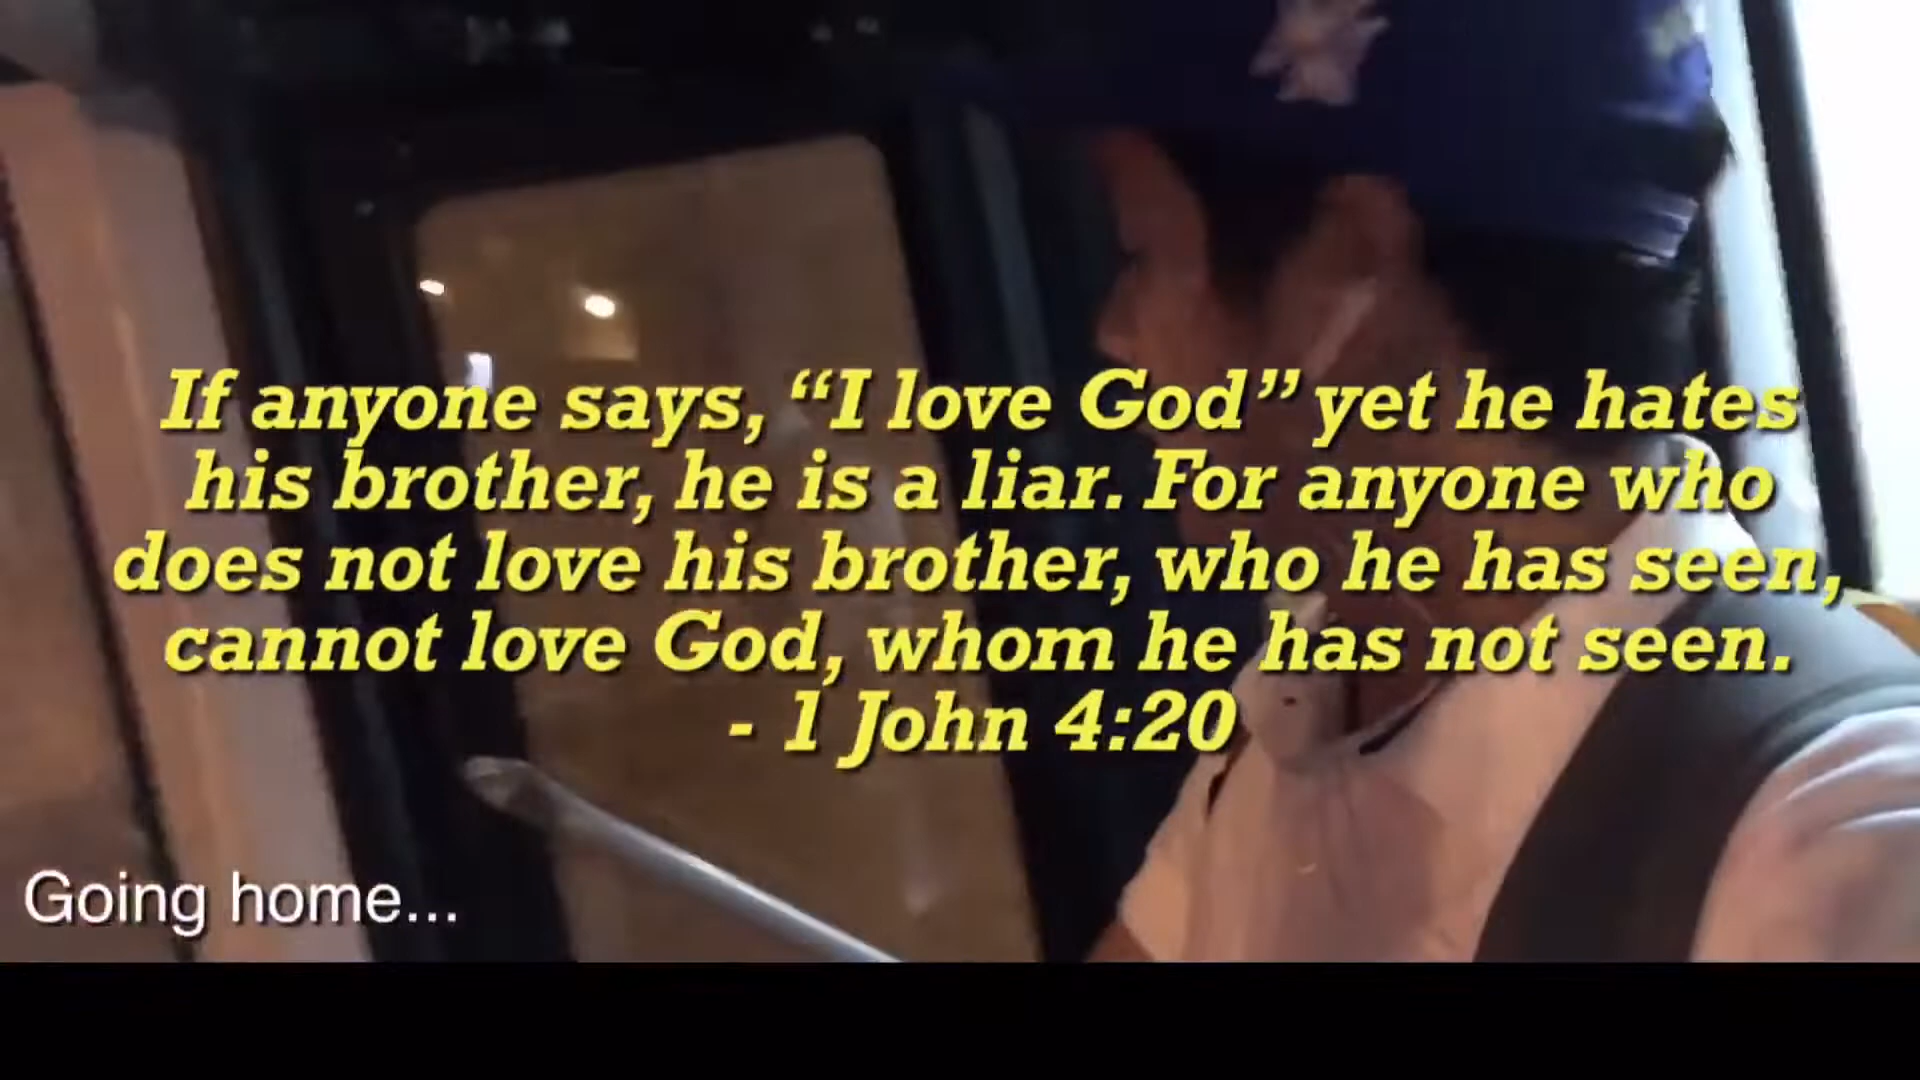 If anyone says, “I love God” yet he hates
his brother, he is a liar. For anyone who
does not love his brother, who he has seen,
cannot love God, whom he has not seen.
- 1 John 4:20
Going home...